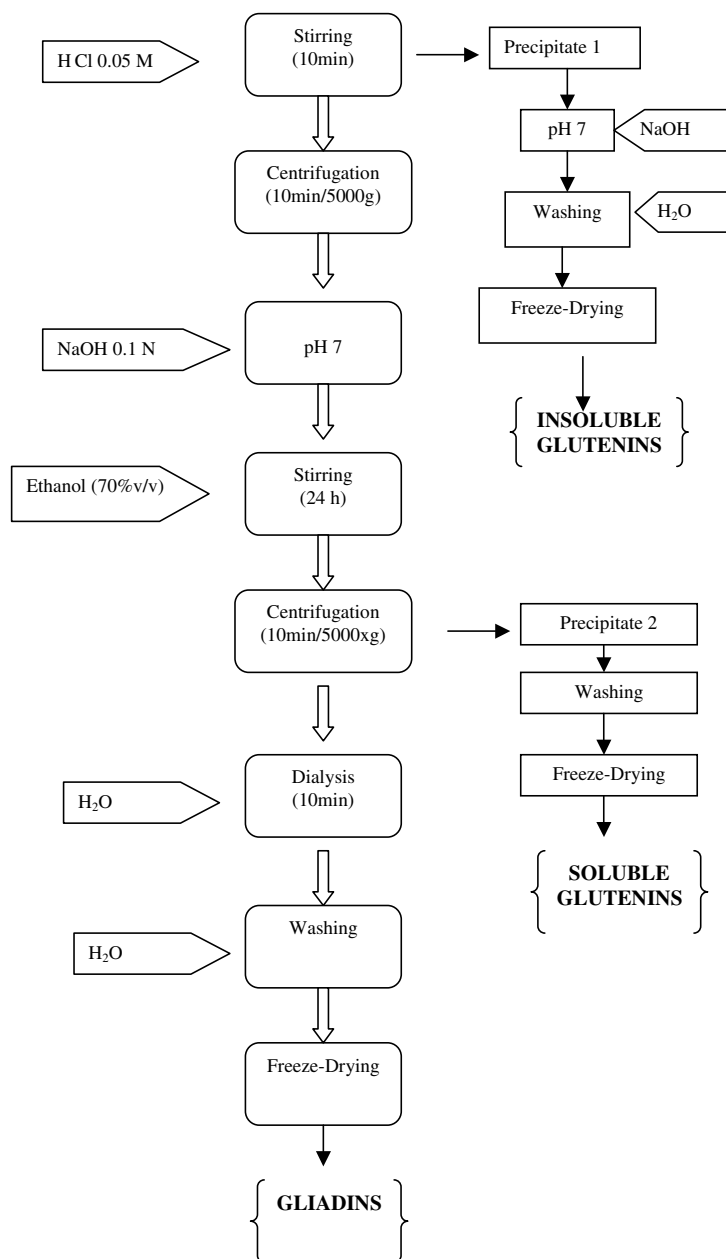 HCl 0.05 M
Stirring
(10min)
Precipitate 1
pH 7
NaOH
Centrifugation
(10min/5000g)
Washing
H₂O
Freeze-Drying
NaOH 0.1 N
pH 7
INSOLUBLE
GLUTENINS
Ethanol (70%v/v)
Stirring
(24 h)
Centrifugation
(10min/5000xg)
Precipitate 2
Washing
H₂O
Dialysis
(10min)
Freeze-Drying
SOLUBLE
GLUTENINS
H₂O
Washing
Freeze-Drying
GLIADINS